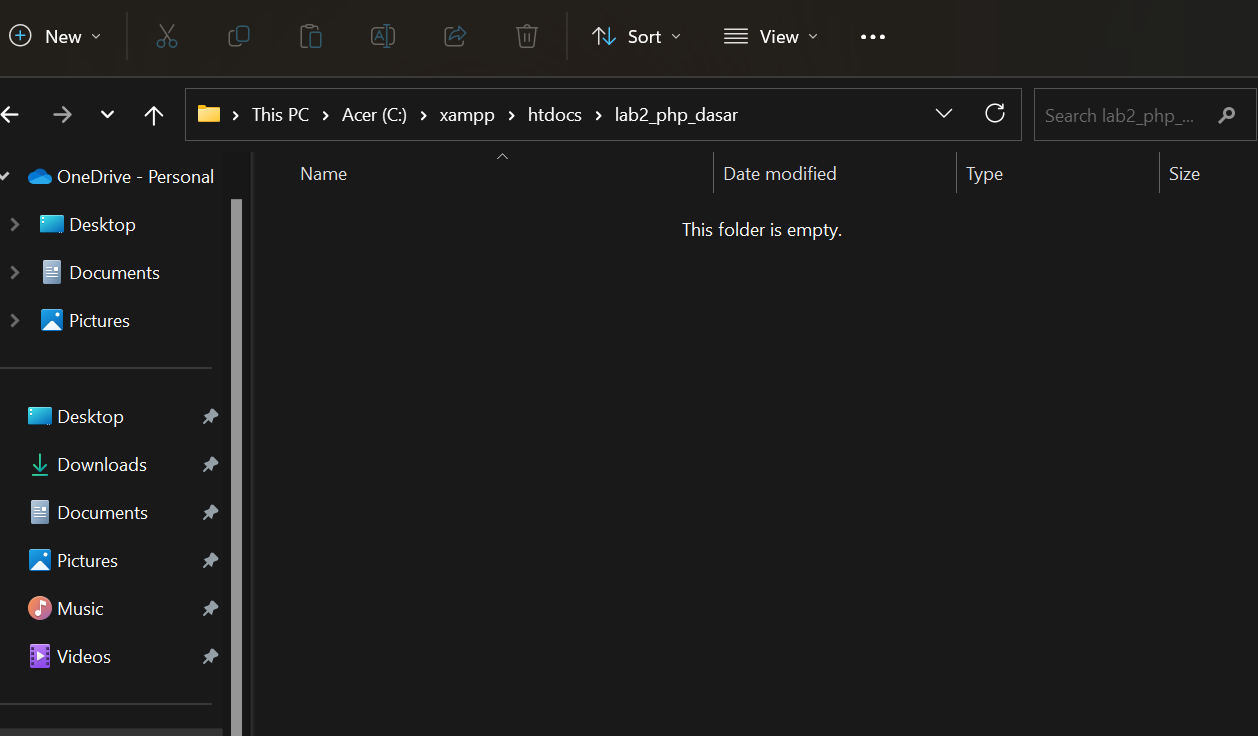 New Sort View
This PC Acer (C:) xampp htdocs lab2_php_dasar Search lab2_php_...
OneDrive - Personal
Desktop
Documents
Pictures
Desktop
Downloads
Documents
Pictures
Music
Videos
Name Date modified Type Size
This folder is empty.